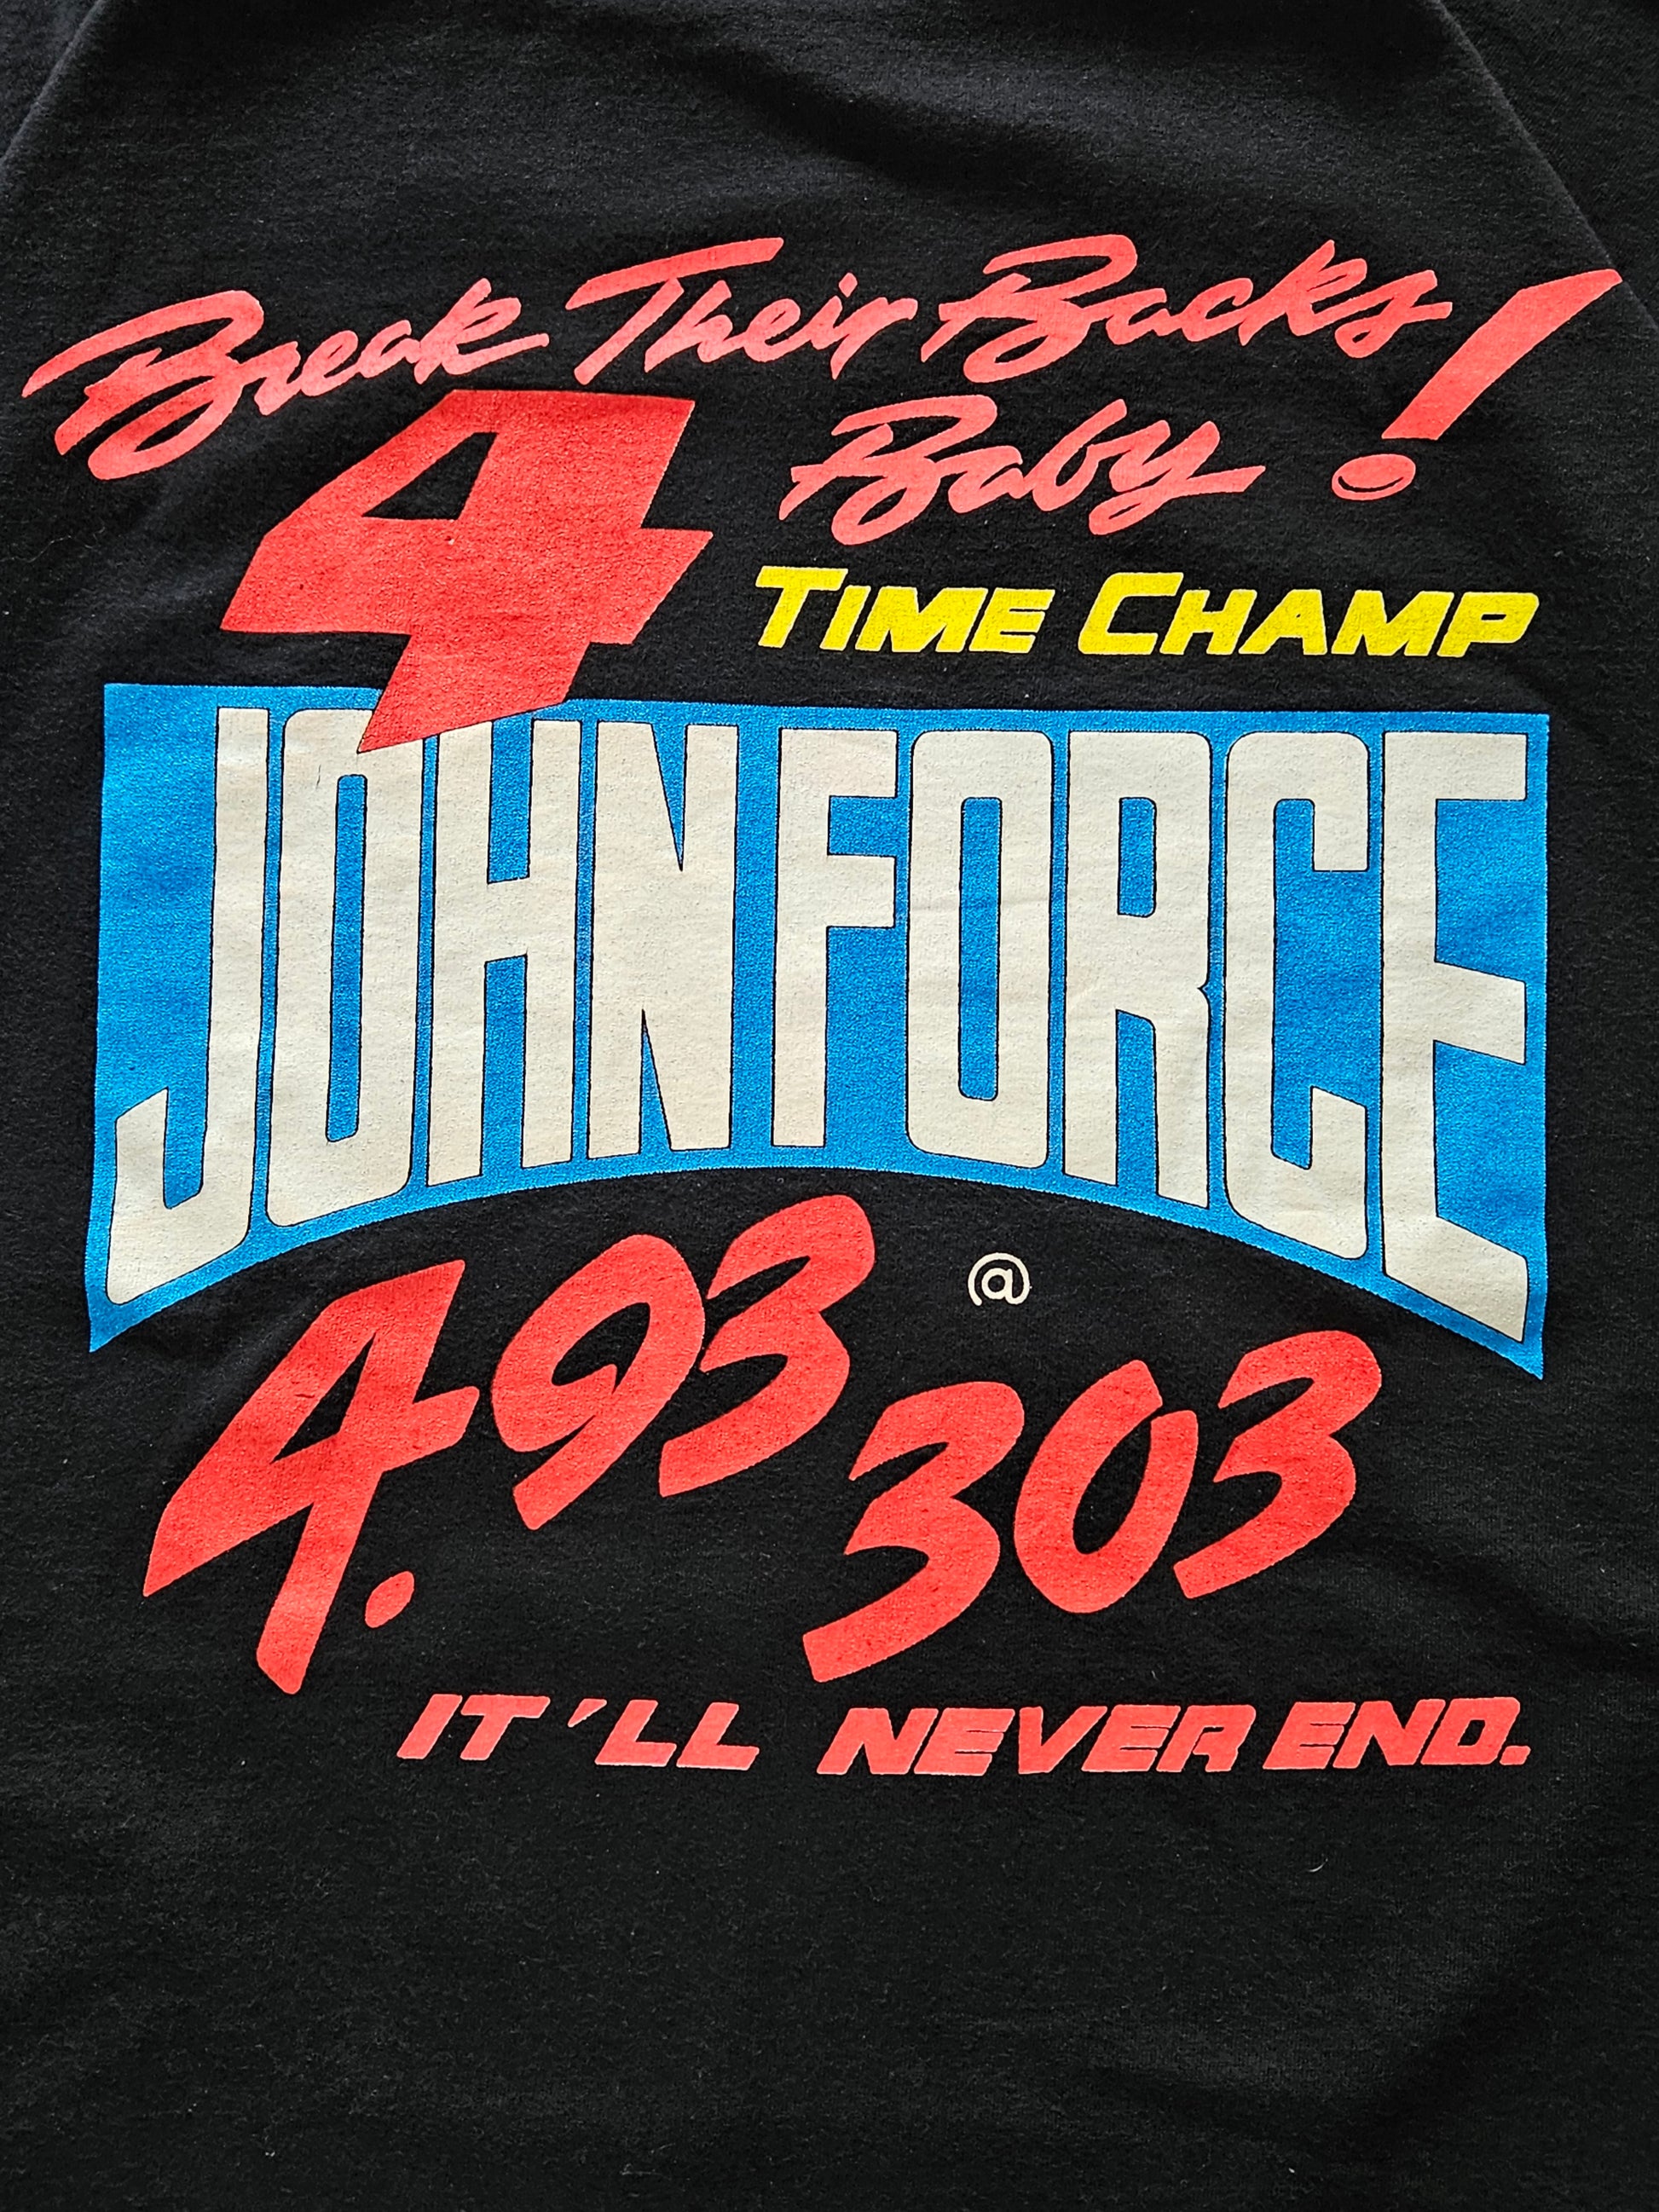 Break Their Backs!
Baby
4 TIME CHAMP
JOHN FORCE
4.93 @
303
IT'LL NEVER END.